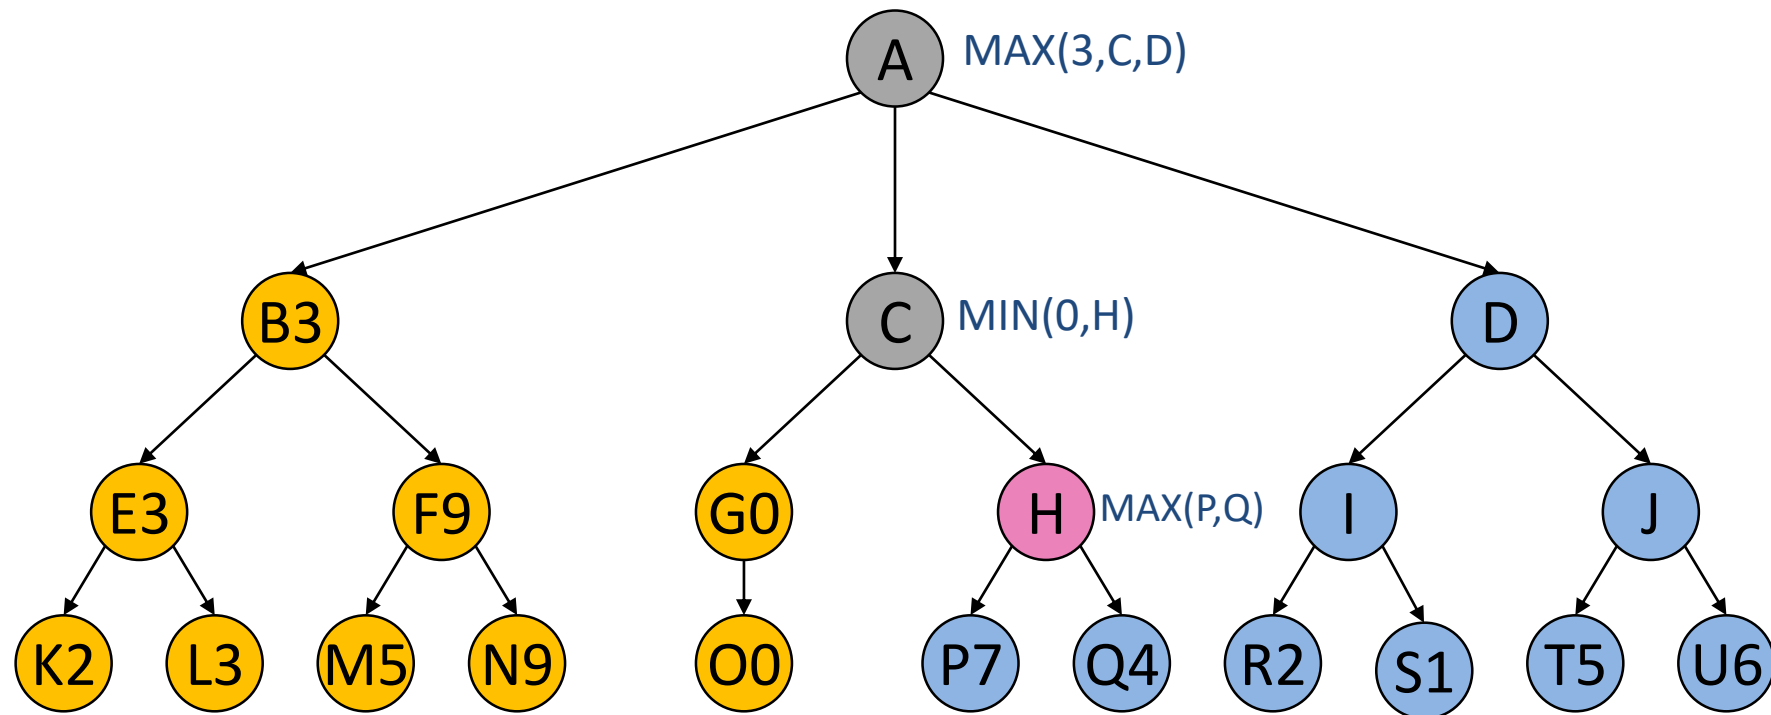 A MAX(3,C,D)
B3 C MIN(0,H) D
E3 F9 G0 H MAX(P,Q) I J
K2 L3 M5 N9 O0 P7 Q4 R2 S1 T5 U6